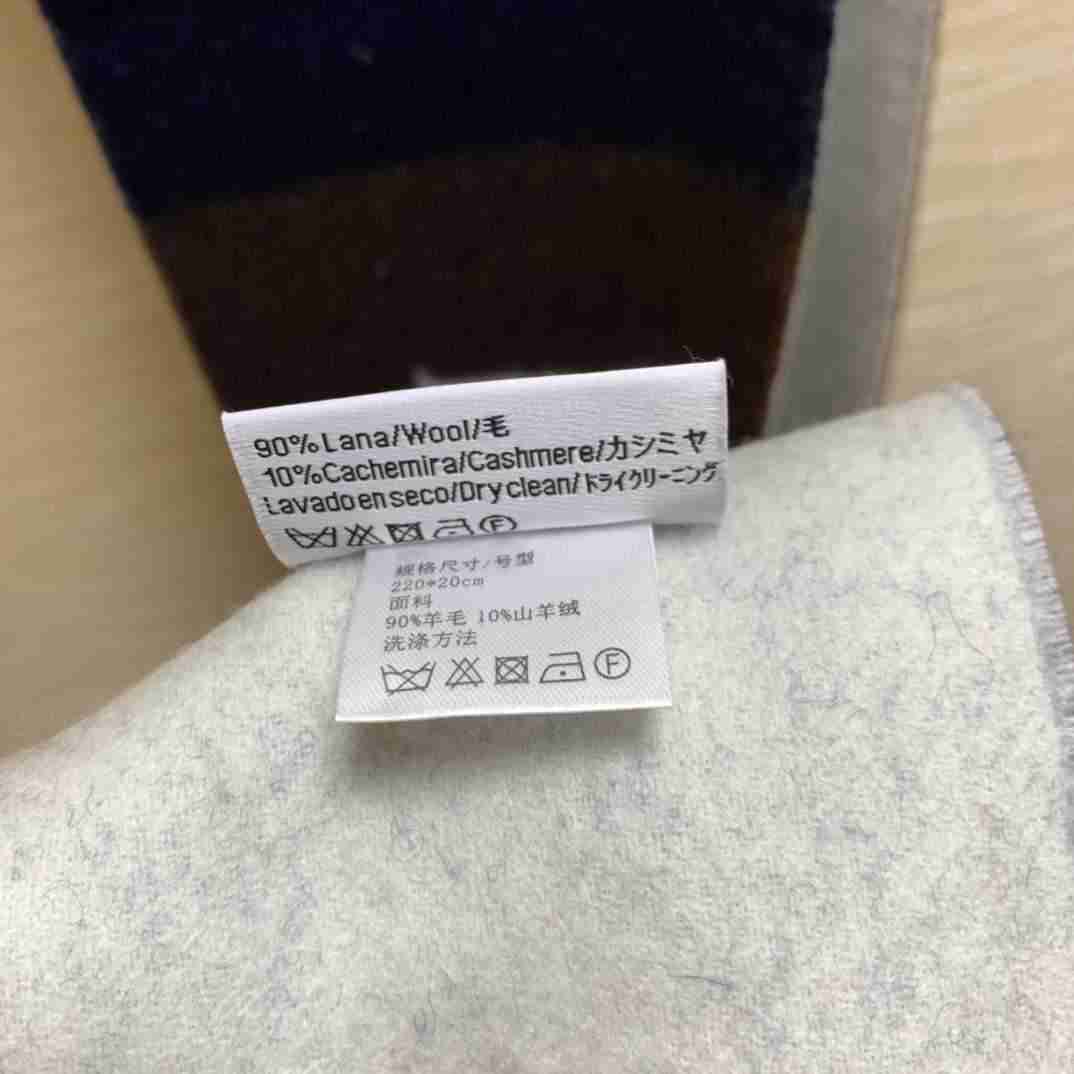 90%Lana/Wool/毛
10%Cachemira/Cashmere/カシミヤ
Lavado en seco/Dry clean/ドライクリーニング
F
规格尺寸/号型
220*20cm
面料
90%羊毛 10%山羊绒
洗涤方法
F